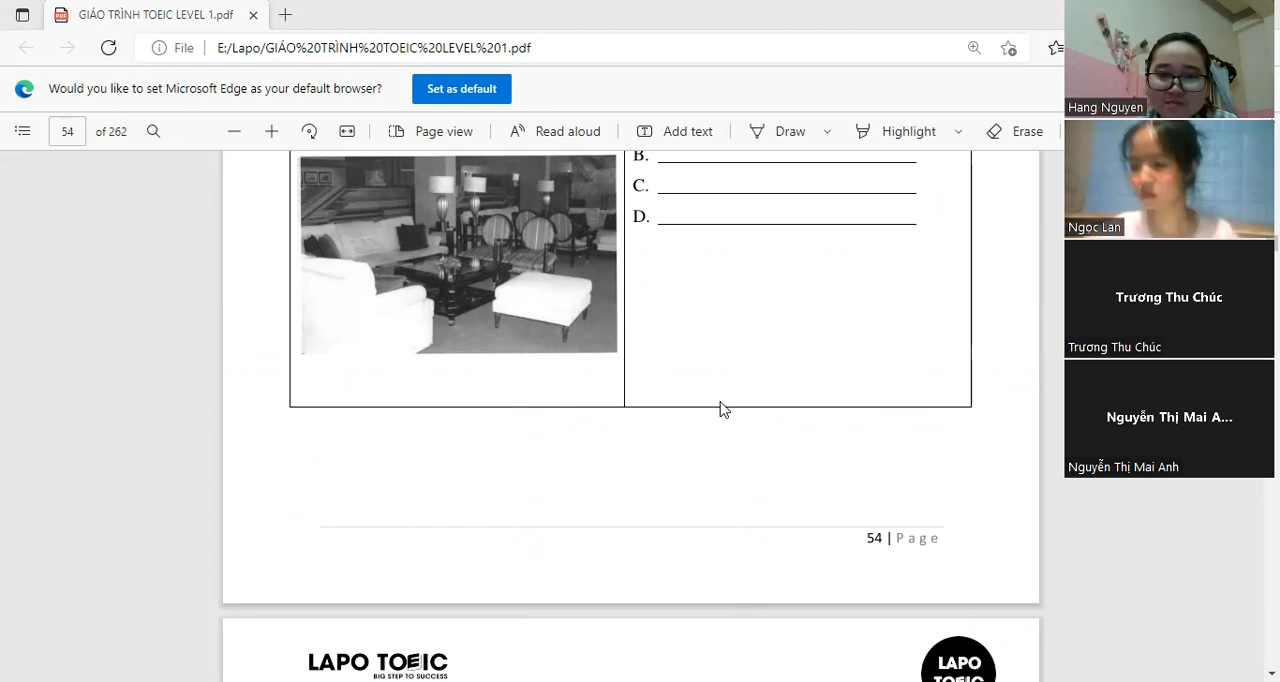 GIÁO TRÌNH TOEIC LEVEL 1.pdf
File
E:/Lapo/GIÁO%20TRÌNH%20TOEIC%20LEVEL%201.pdf
Would you like to set Microsoft Edge as your default browser?
Set as default
54
of 262
Page view
Read aloud
Add text
Draw
Highlight
Erase
B.
C.
D.
54 | Page
LAPO TOEIC
BIG STEP TO SUCCESS
LAPO
TOEIC
Hang Nguyen
Ngọc Lan
Trương Thu Chúc
Trương Thu Chúc
Nguyễn Thị Mai A...
Nguyễn Thị Mai Anh